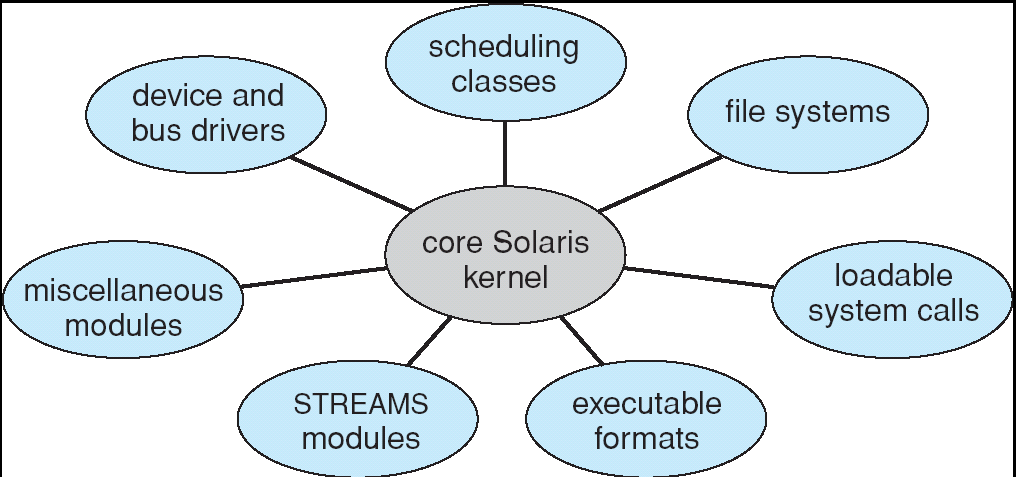 scheduling
classes
device and
bus drivers
file systems
core Solaris
kernel
miscellaneous
modules
loadable
system calls
STREAMS
modules
executable
formats